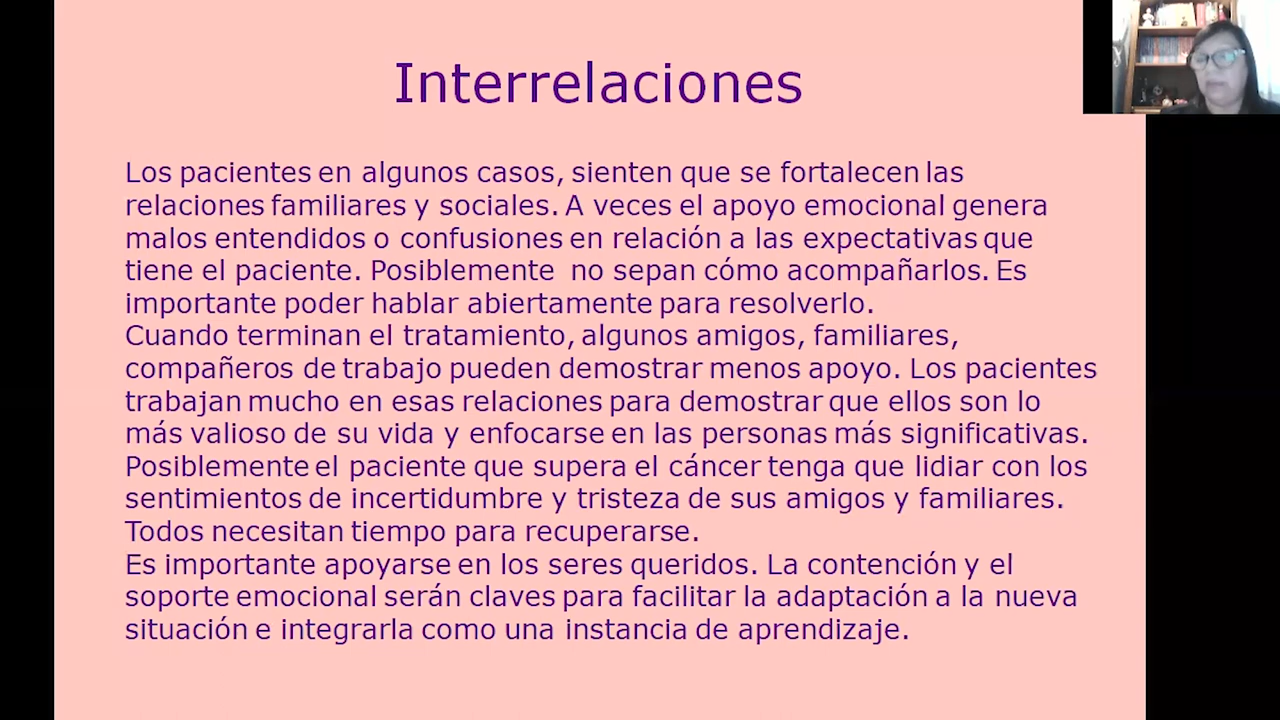 Interrelaciones
Los pacientes en algunos casos, sienten que se fortalecen las
relaciones familiares y sociales. A veces el apoyo emocional genera
malos entendidos o confusiones en relación a las expectativas que
tiene el paciente. Posiblemente no sepan cómo acompañarlos. Es
importante poder hablar abiertamente para resolverlo.
Cuando terminan el tratamiento, algunos amigos, familiares,
compañeros de trabajo pueden demostrar menos apoyo. Los pacientes
trabajan mucho en esas relaciones para demostrar que ellos son lo
más valioso de su vida y enfocarse en las personas más significativas.
Posiblemente el paciente que supera el cáncer tenga que lidiar con los
sentimientos de incertidumbre y tristeza de sus amigos y familiares.
Todos necesitan tiempo para recuperarse.
Es importante apoyarse en los seres queridos. La contención y el
soporte emocional serán claves para facilitar la adaptación a la nueva
situación e integrarla como una instancia de aprendizaje.